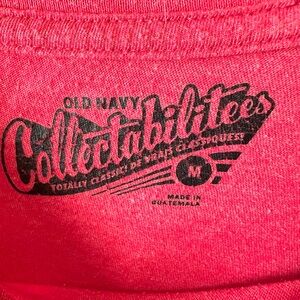 OLD NAVY
Collectabilitees
TOTALLY CLASSIC! DE VRAIS CLASSIQUES!
M
MADE IN
GUATEMALA